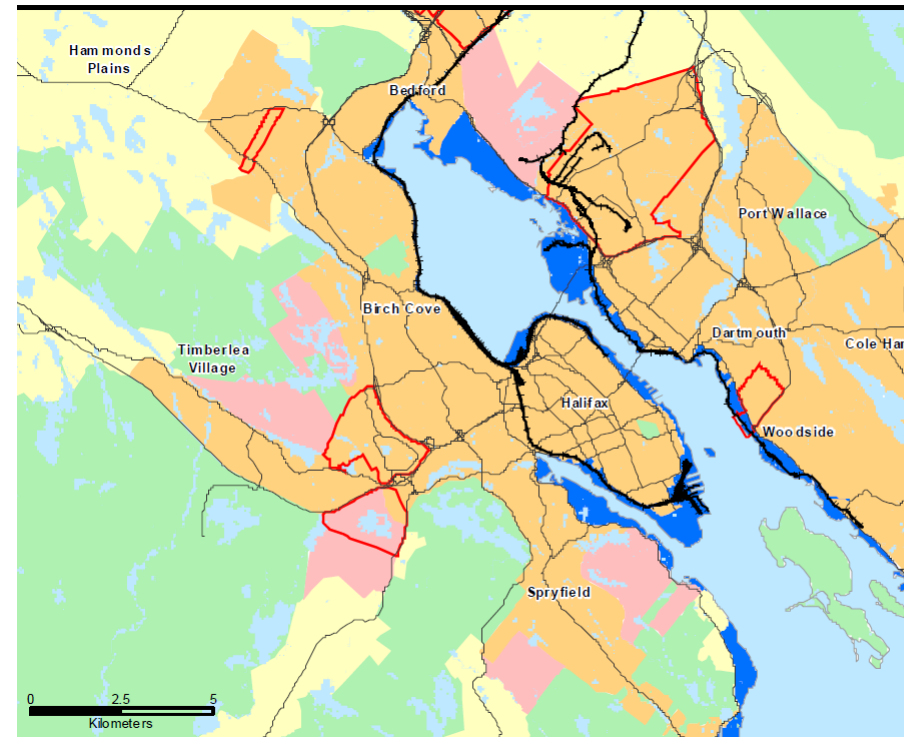 Hammonds
Plains
Bedford
Port Wallace
Birch Cove
Dartmouth
Cole Har
Timberlea
Village
Halifax
Woodside
Spryfield
0 2.5 5
Kilometers